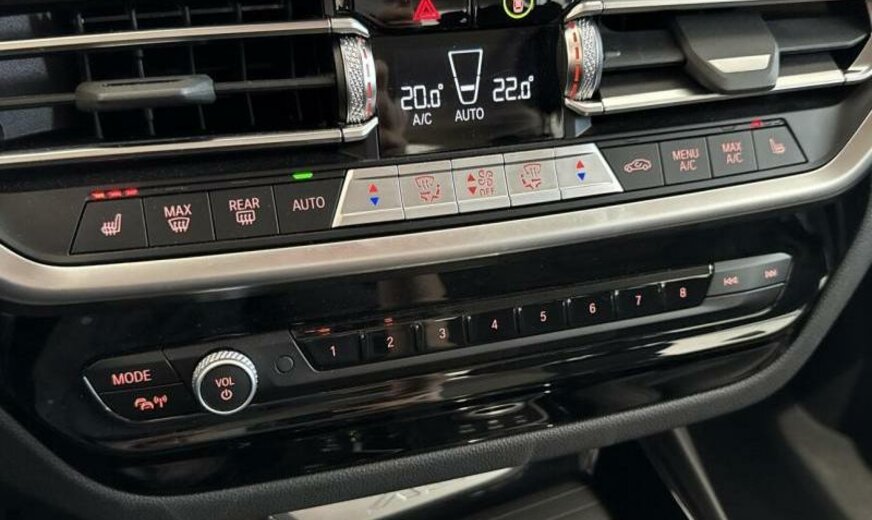 20.0° 22.0°
A/C AUTO
MAX REAR AUTO OFF MENU A/C MAX A/C
1 2 3 4 5 6 7 8
MODE VOL